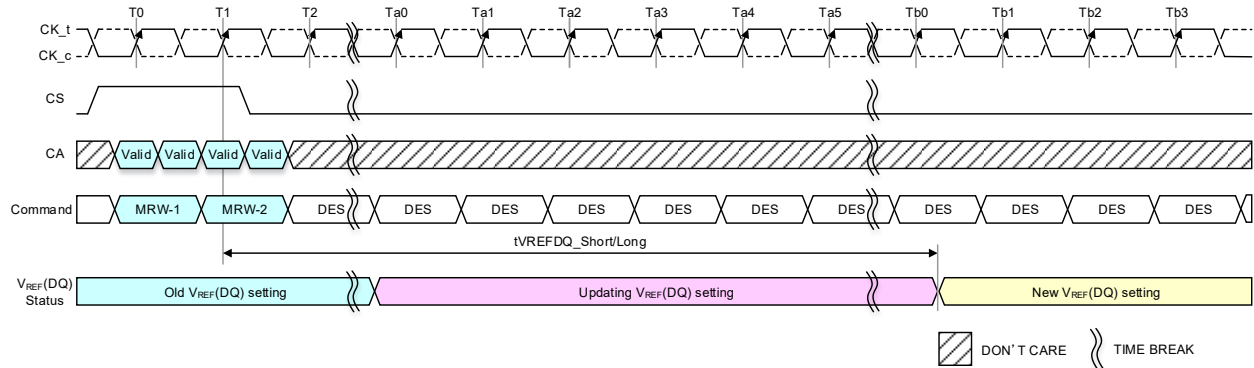 T0 T1 T2 Ta0 Ta1 Ta2 Ta3 Ta4 Ta5 Tb0 Tb1 Tb2 Tb3
CK_t
CK_c
CS
CA Valid Valid Valid Valid
Command MRW-1 MRW-2 DES DES DES DES DES DES DES DES DES DES DES
tVREFDQ_Short/Long
VREF(DQ)
Status
Old VREF(DQ) setting Updating VREF(DQ) setting New VREF(DQ) setting
DON'T CARE TIME BREAK